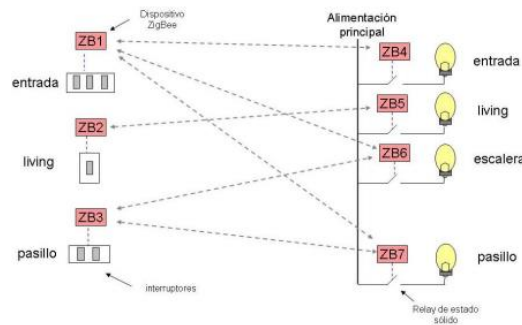 Dispositivo
ZigBee
Alimentación
principal
ZB1
entrada
ZB2
living
ZB3
pasillo
interruptores
ZB4
entrada
ZB5
living
ZB6
escalera
ZB7
pasillo
Relay de estado
sólido